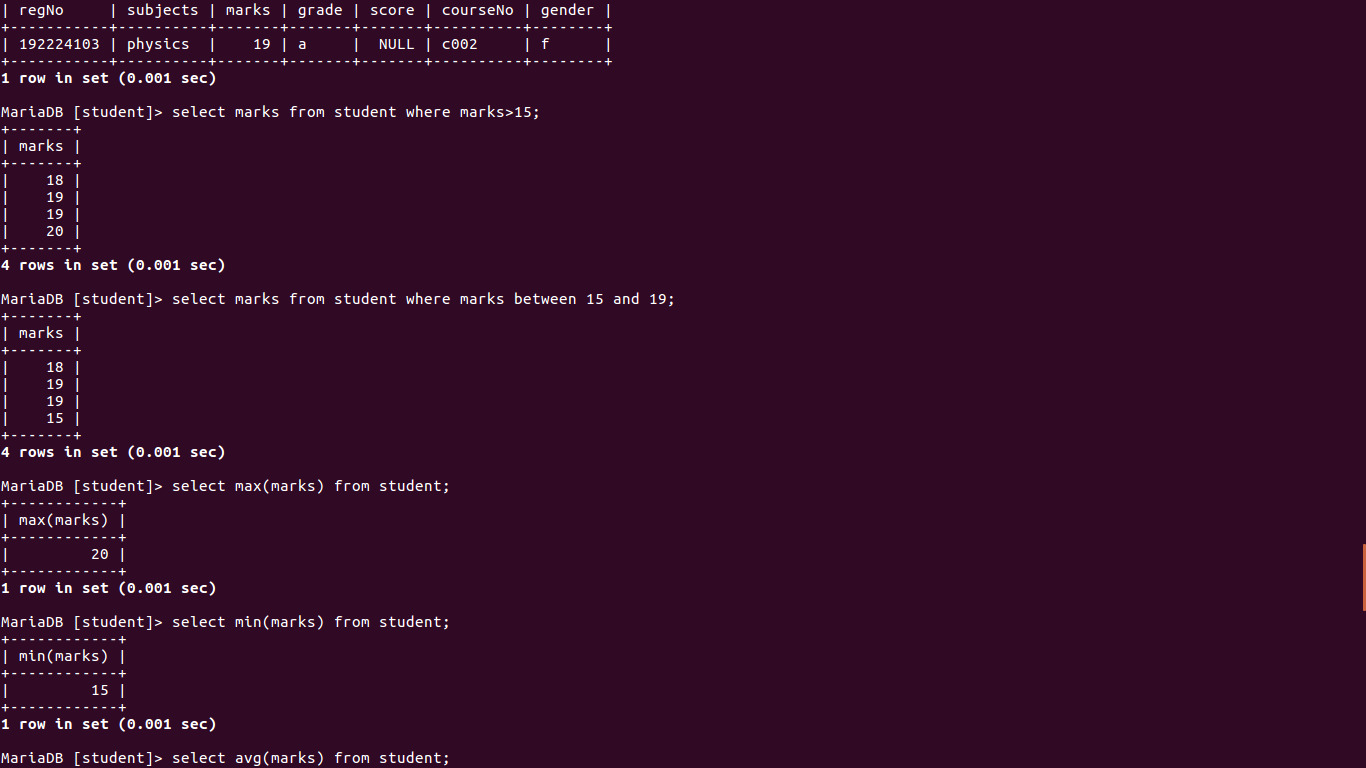 | regNo     | subjects | marks | grade | score | courseNo | gender |
+-----------+----------+-------+-------+-------+----------+--------+
| 192224103 | physics  |    19 | a     |  NULL | c002     | f      |
+-----------+----------+-------+-------+-------+----------+--------+
1 row in set (0.001 sec)

MariaDB [student]> select marks from student where marks>15;
+-------+
| marks |
+-------+
|    18 |
|    19 |
|    19 |
|    20 |
+-------+
4 rows in set (0.001 sec)

MariaDB [student]> select marks from student where marks between 15 and 19;
+-------+
| marks |
+-------+
|    18 |
|    19 |
|    19 |
|    15 |
+-------+
4 rows in set (0.001 sec)

MariaDB [student]> select max(marks) from student;
+------------+
| max(marks) |
+------------+
|         20 |
+------------+
1 row in set (0.001 sec)

MariaDB [student]> select min(marks) from student;
+------------+
| min(marks) |
+------------+
|         15 |
+------------+
1 row in set (0.001 sec)

MariaDB [student]> select avg(marks) from student;